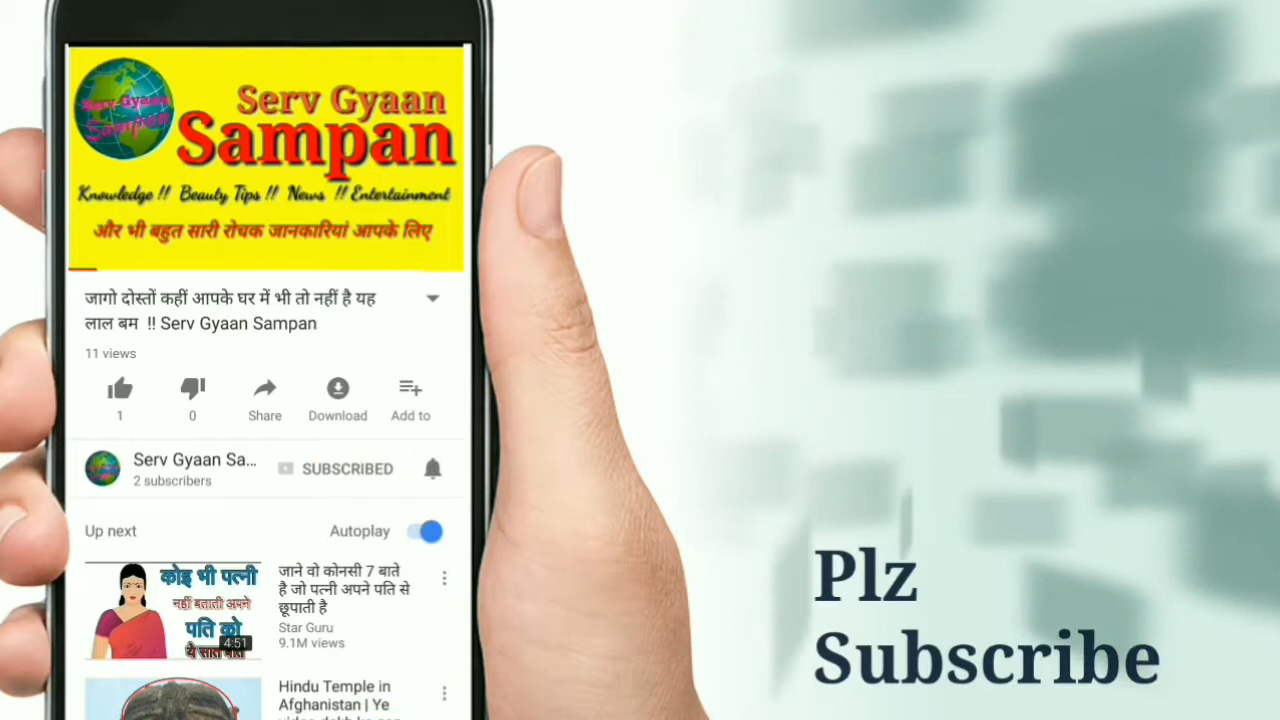 Serv Gyaan
Sampan
Serv Gyaan
Sampan
Knowledge !! Beauty Tips !! News !! Entertainment
और भी बहुत सारी रोचक जानकारियां आपके लिए
जागो दोस्तों कहीं आपके घर में भी तो नहीं है यह
लाल बम !! Serv Gyaan Sampan
11 views
1
0
Share
Download
Add to
Serv Gyaan Sa...
SUBSCRIBED
2 subscribers
Up next
Autoplay
कोइ भी पत्नी
नहीं बताती अपने
पति को
4:51
जाने वो कोनसी 7 बाते
है जो पत्नी अपने पति से
छूपाती है
Star Guru
9.1M views
Hindu Temple in
Afghanistan | Ye
Plz
Subscribe